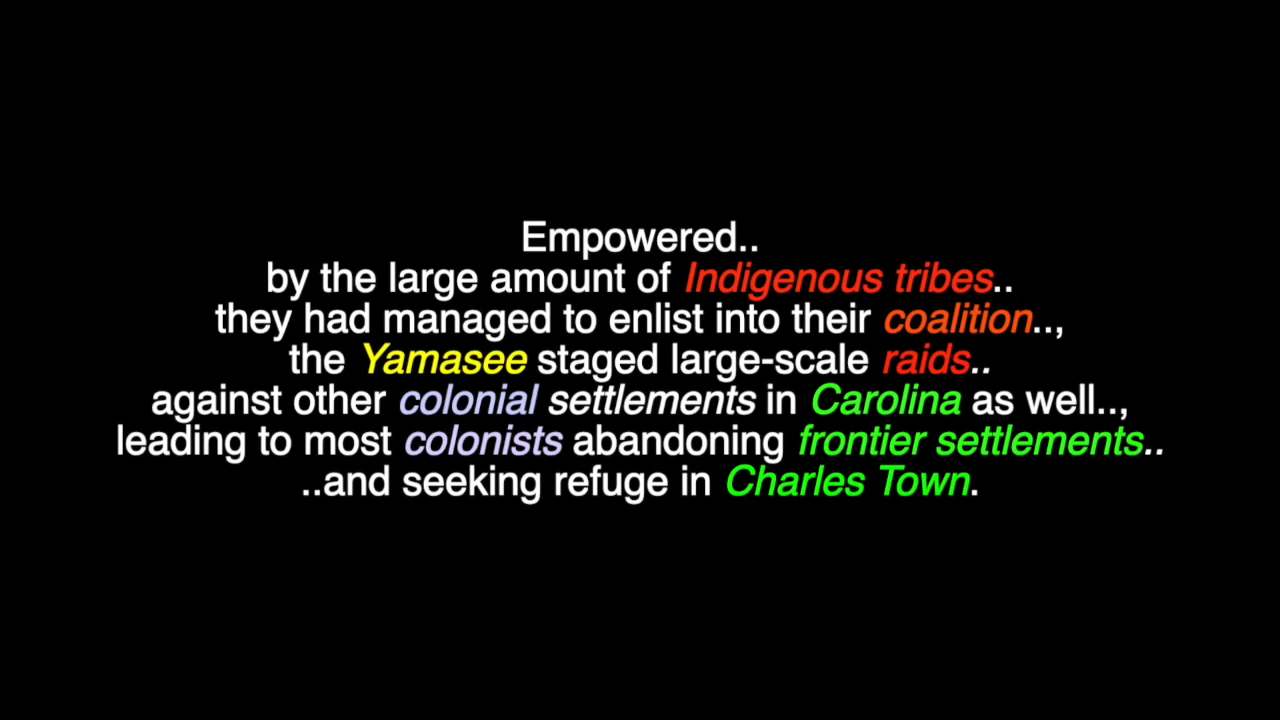 Empowered..
by the large amount of Indigenous tribes..
they had managed to enlist into their coalition..,
the Yamasee staged large-scale raids..
against other colonial settlements in Carolina as well..,
leading to most colonists abandoning frontier settlements..
..and seeking refuge in Charles Town.